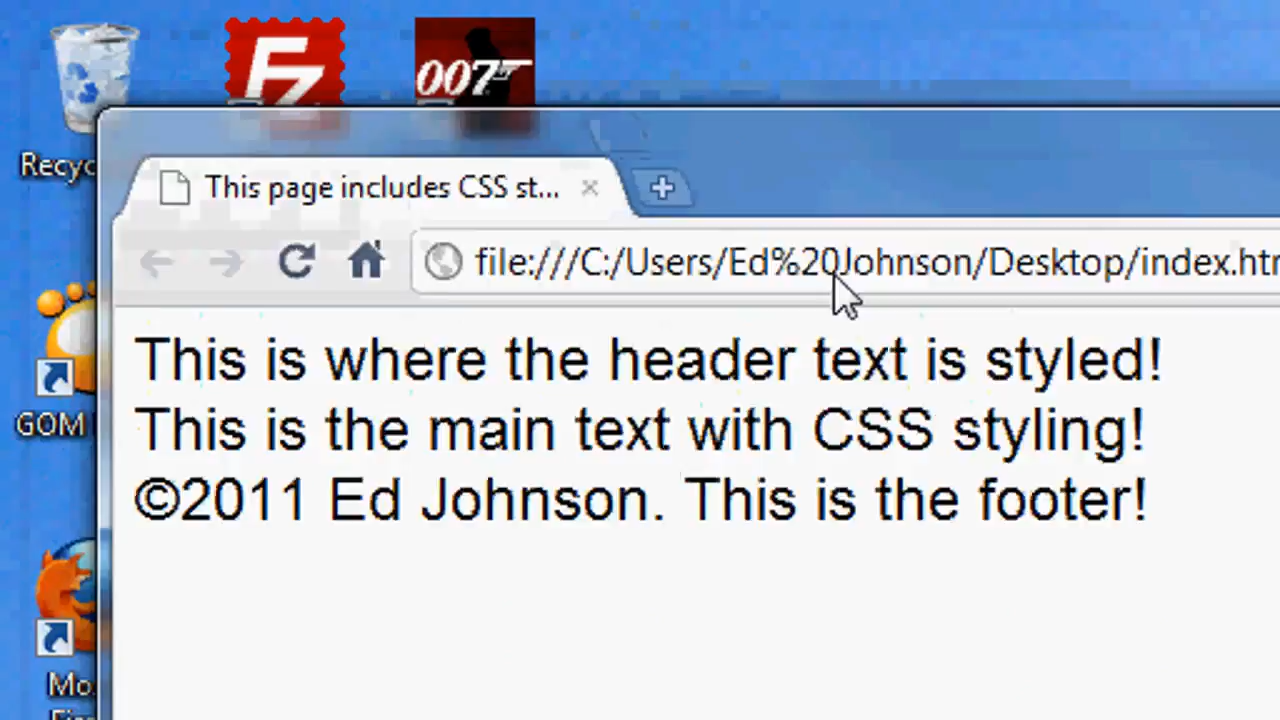 007
Recyc
This page includes CSS st...
file:///C:/Users/Ed%20Johnson/Desktop/index.htm
This is where the header text is styled!
This is the main text with CSS styling!
©2011 Ed Johnson. This is the footer!
GOM
Mo